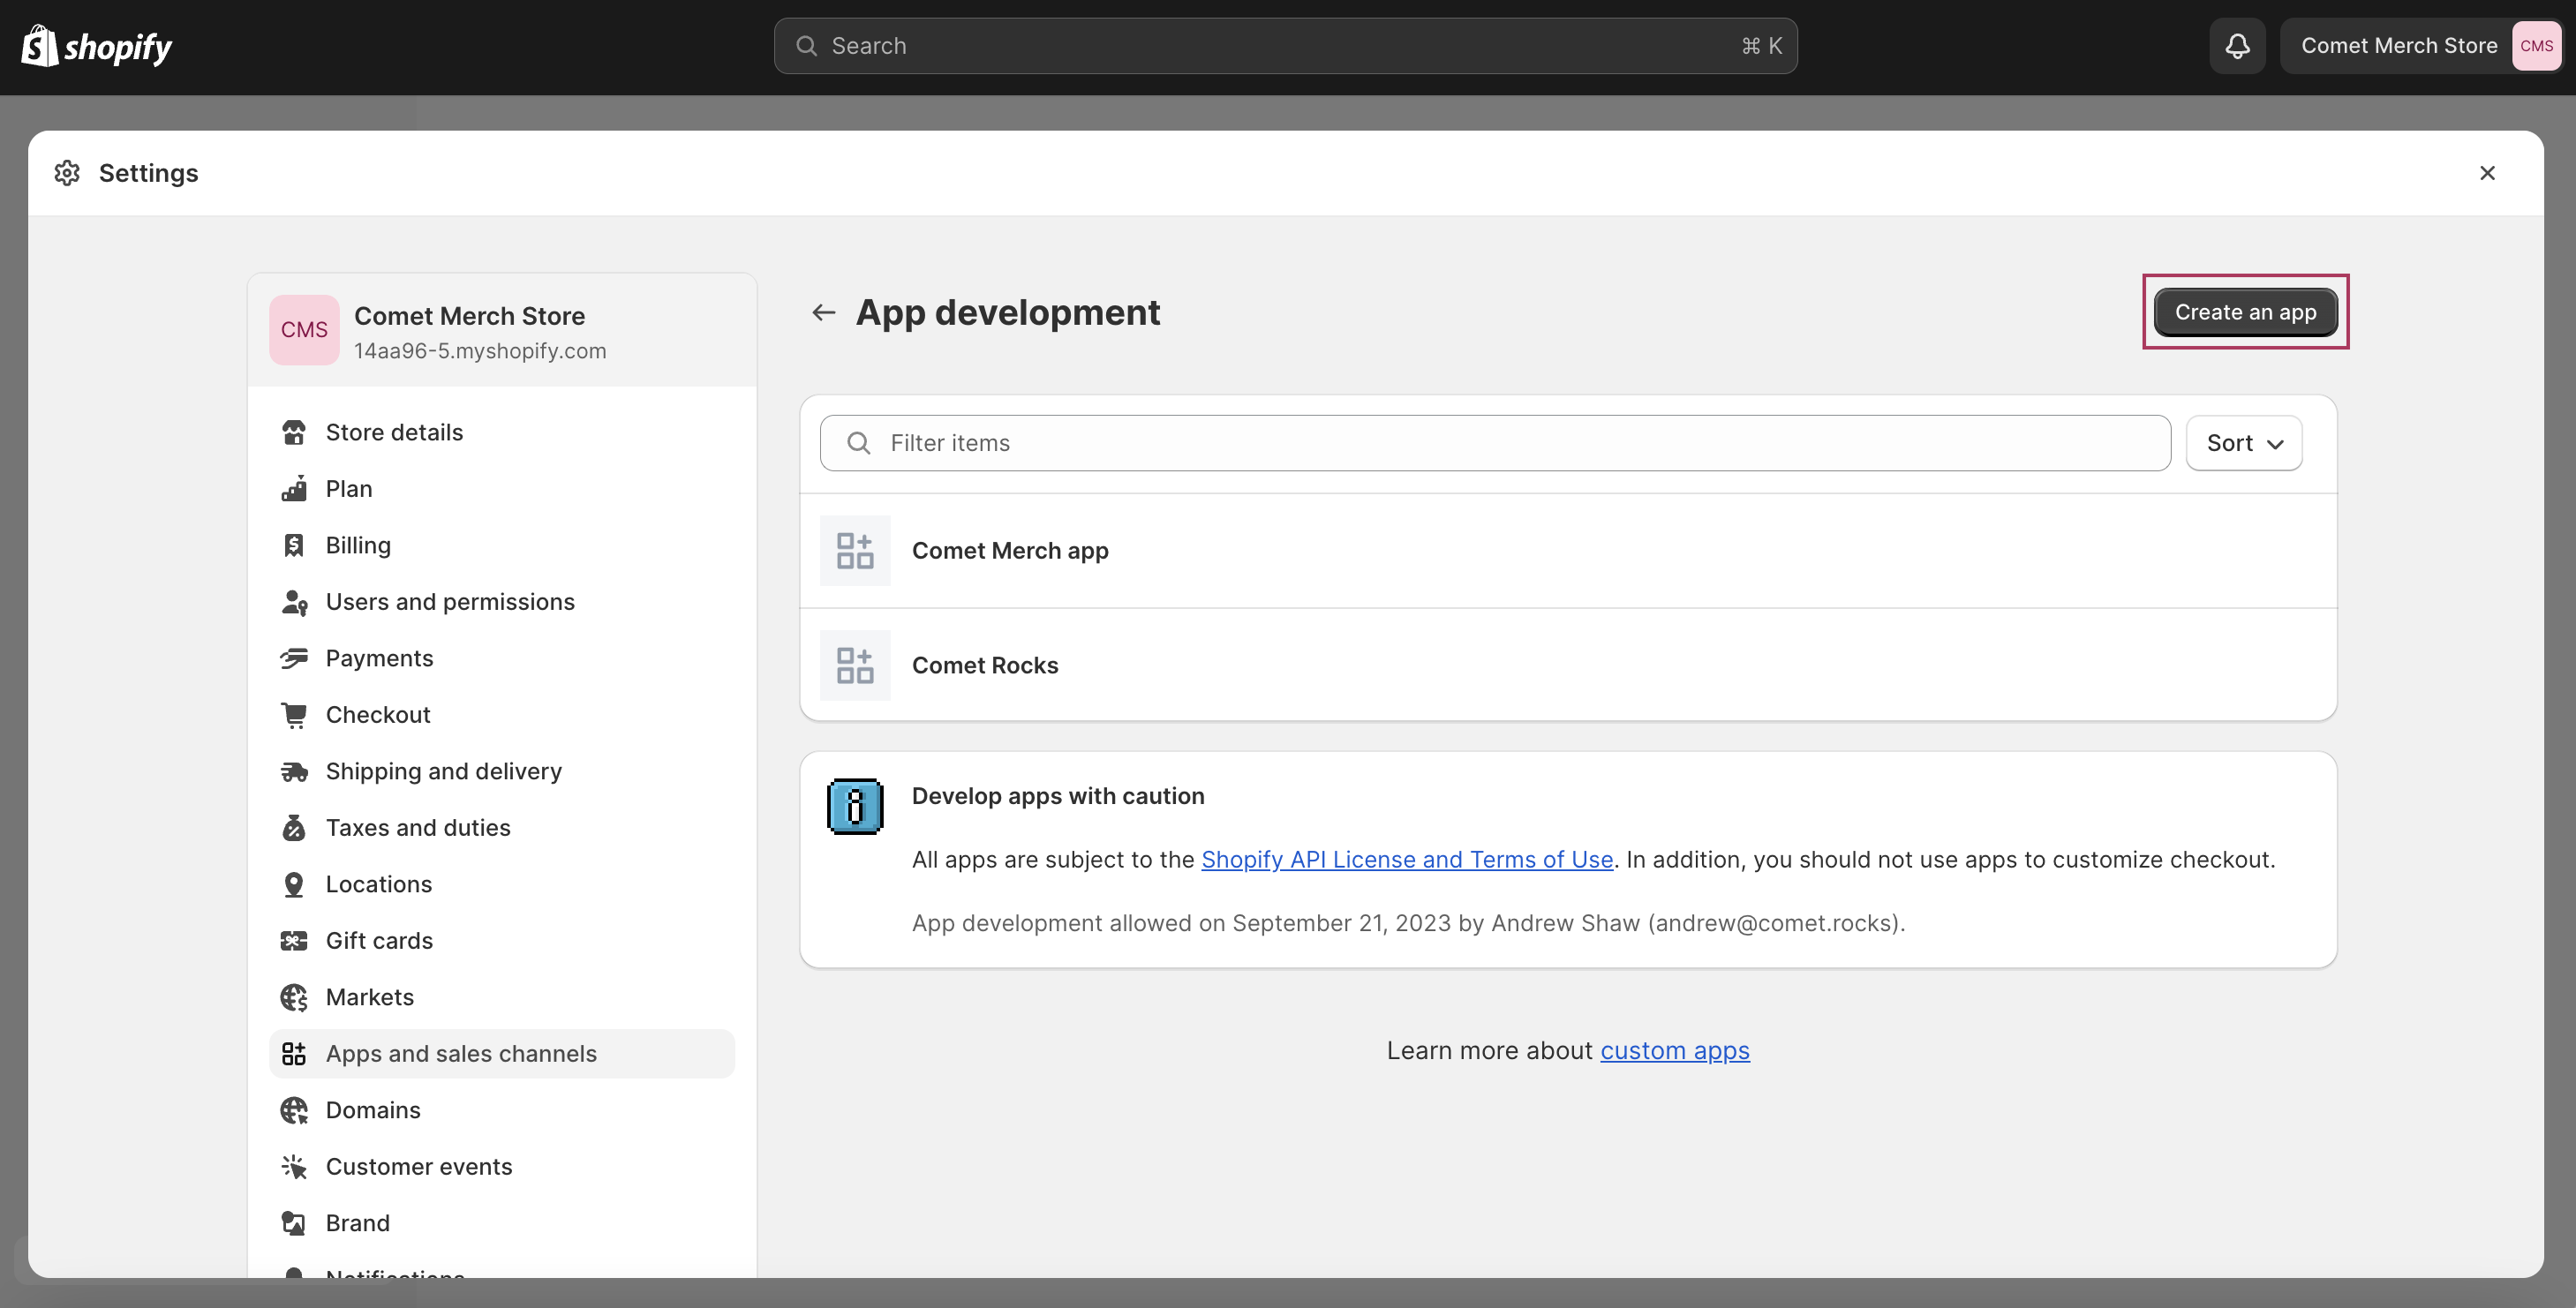 shopify
Search
⌘ K
Comet Merch Store
CMS
Settings
CMS
Comet Merch Store
14aa96-5.myshopify.com
Store details
Plan
Billing
Users and permissions
Payments
Checkout
Shipping and delivery
Taxes and duties
Locations
Gift cards
Markets
Apps and sales channels
Domains
Customer events
Brand
Notifications
App development
Create an app
Filter items
Sort
Comet Merch app
Comet Rocks
Develop apps with caution
All apps are subject to the Shopify API License and Terms of Use. In addition, you should not use apps to customize checkout.
App development allowed on September 21, 2023 by Andrew Shaw (andrew@comet.rocks).
Learn more about custom apps